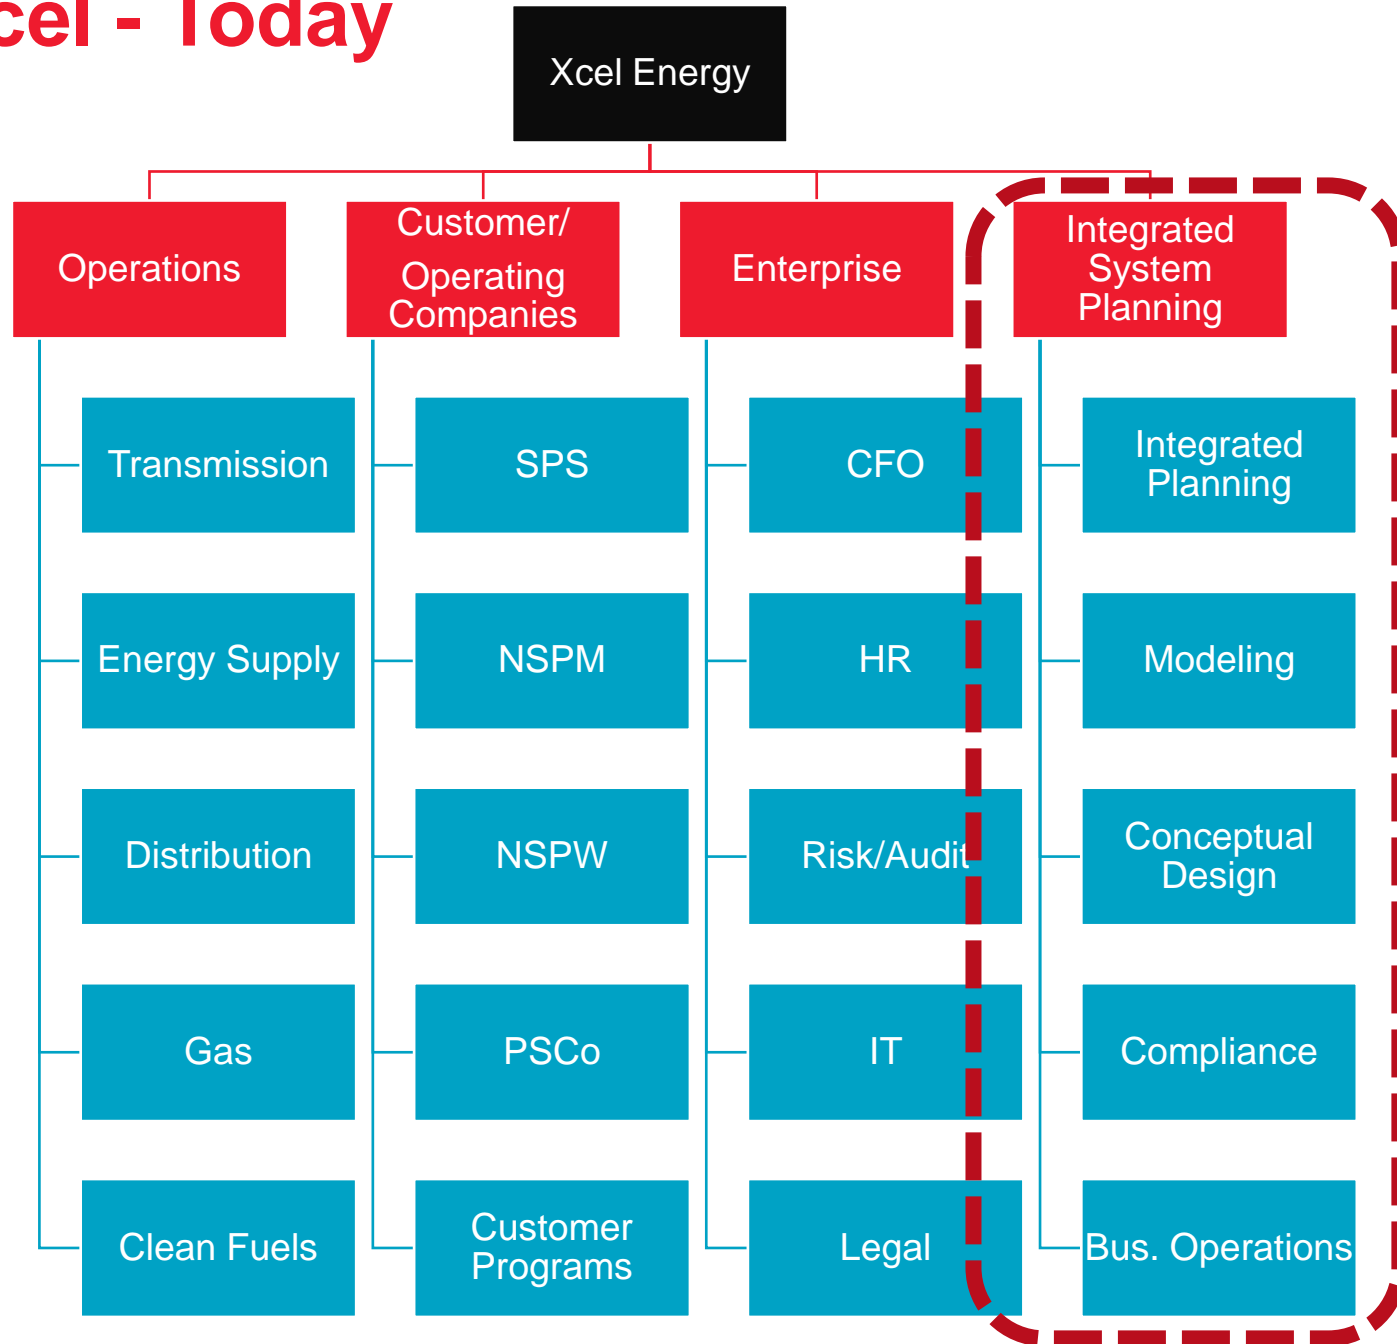 cel - Today
Xcel Energy
Operations
Customer/
Operating
Companies
Enterprise
Integrated
System
Planning
Transmission
SPS
CFO
Integrated
Planning
Energy Supply
NSPM
HR
Modeling
Distribution
NSPW
Risk/Audit
Conceptual
Design
Gas
PSCo
IT
Compliance
Clean Fuels
Customer
Programs
Legal
Bus. Operations